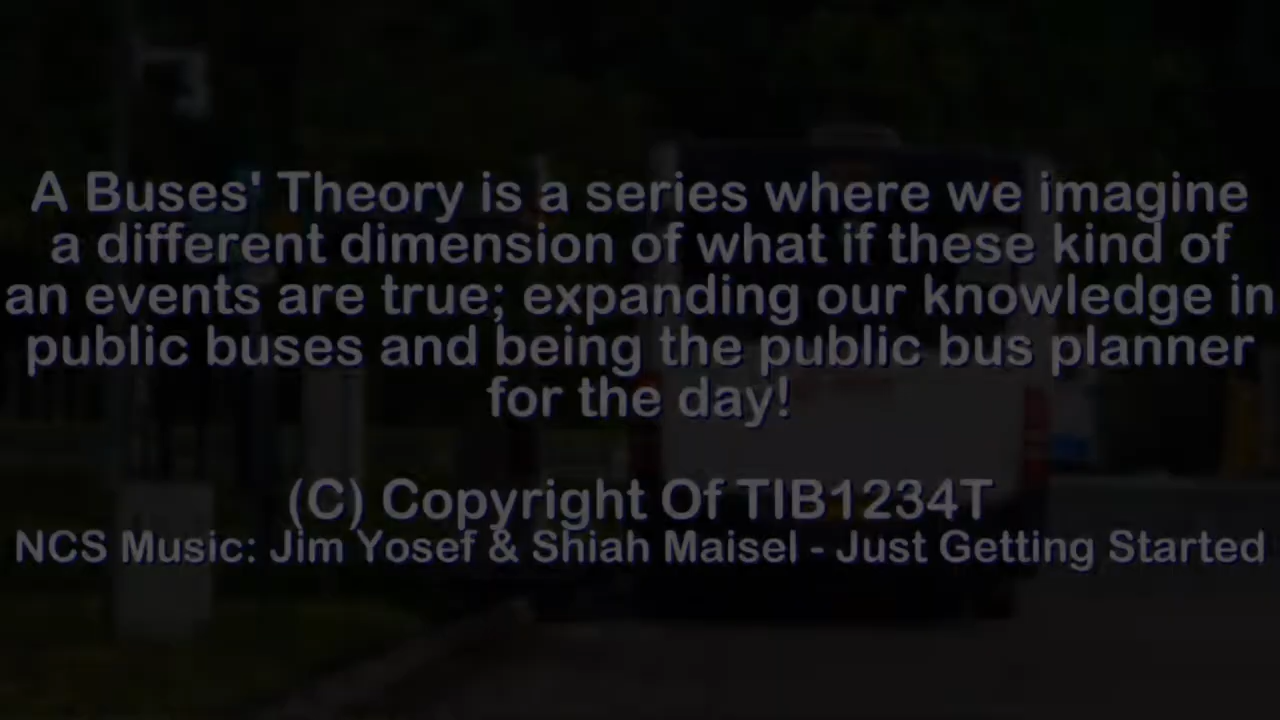 A Buses' Theory is a series where we imagine
a different dimension of what if these kind of
an events are true; expanding our knowledge in
public buses and being the public bus planner
for the day!
(C) Copyright Of TIB1234T
NCS Music: Jim Yosef & Shiah Maisel - Just Getting Started